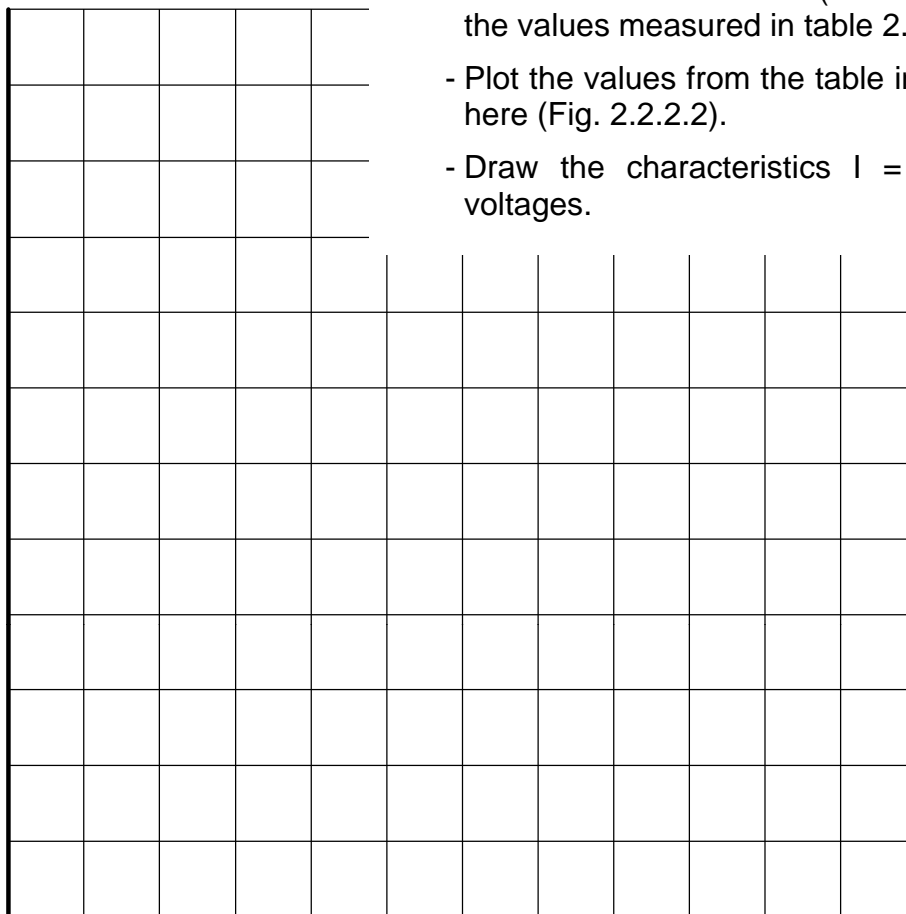 the values measured in table 2.
- Plot the values from the table in
here (Fig. 2.2.2.2).
- Draw the characteristics I =
voltages.